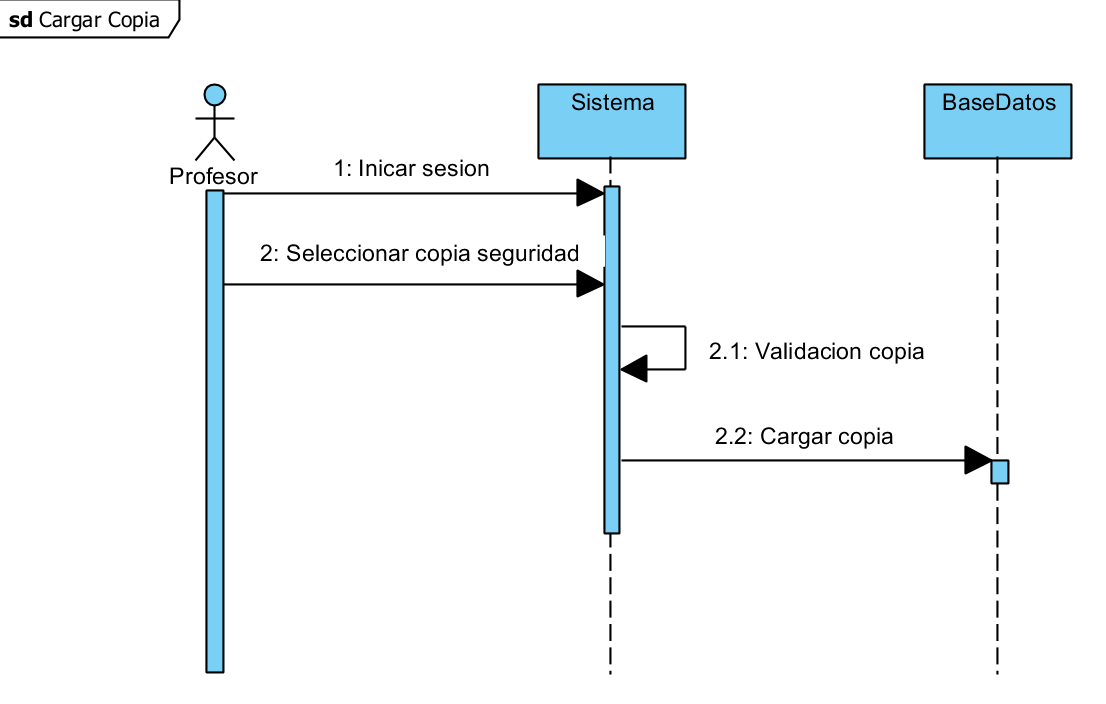 sd Cargar Copia
Sistema
BaseDatos
Profesor
1: Inicar sesion
2: Seleccionar copia seguridad
2.1: Validacion copia
2.2: Cargar copia